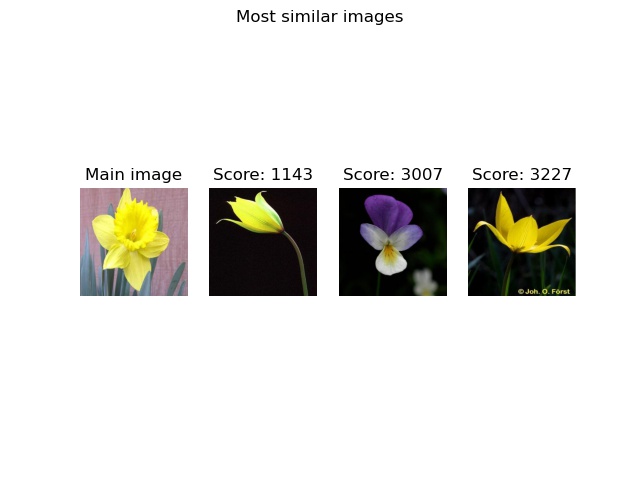 Most similar images
Main image
Score: 1143
Score: 3007
Score: 3227
© Joh. O. Först